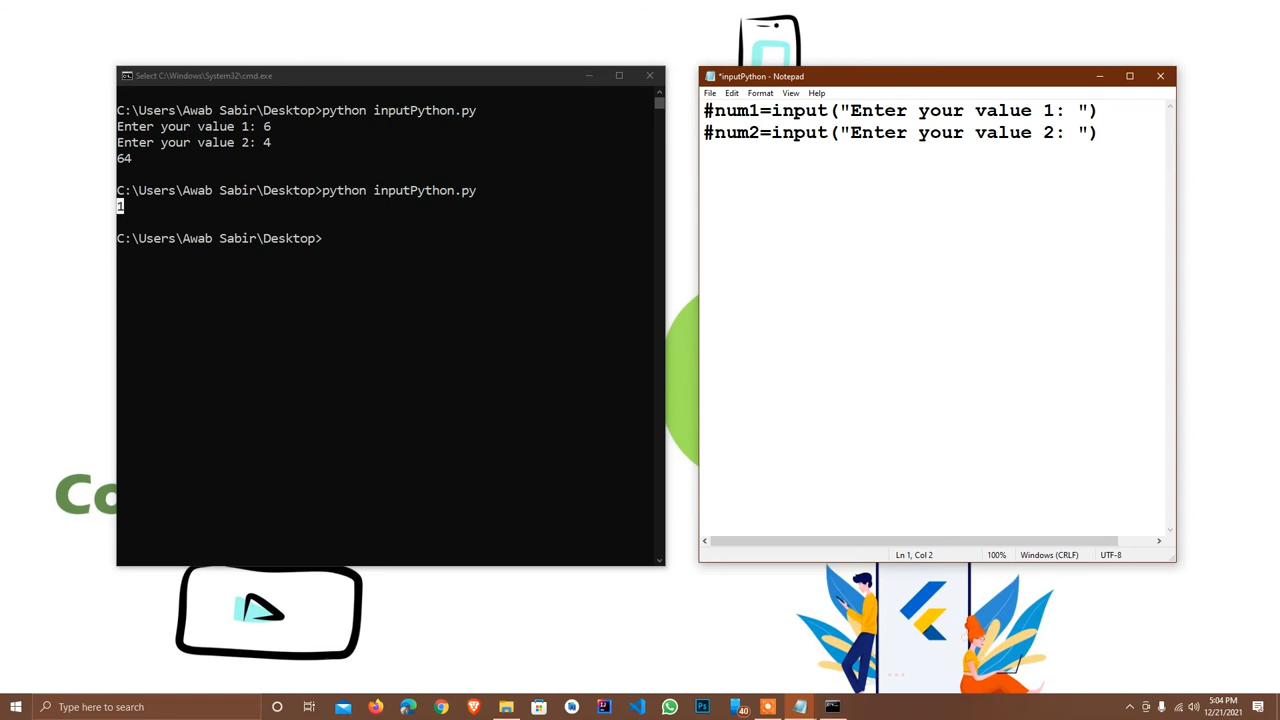 Select C:\Windows\System32\cmd.exe
C:\Users\Awab Sabir\Desktop>python inputPython.py
Enter your value 1: 6
Enter your value 2: 4
64
C:\Users\Awab Sabir\Desktop>python inputPython.py
1
C:\Users\Awab Sabir\Desktop>
*inputPython - Notepad
File Edit Format View Help
#num1=input("Enter your value 1: ")
#num2=input("Enter your value 2: ")
Ln 1, Col 2 100% Windows (CRLF) UTF-8
Co
Type here to search
40
5:04 PM
12/21/2021